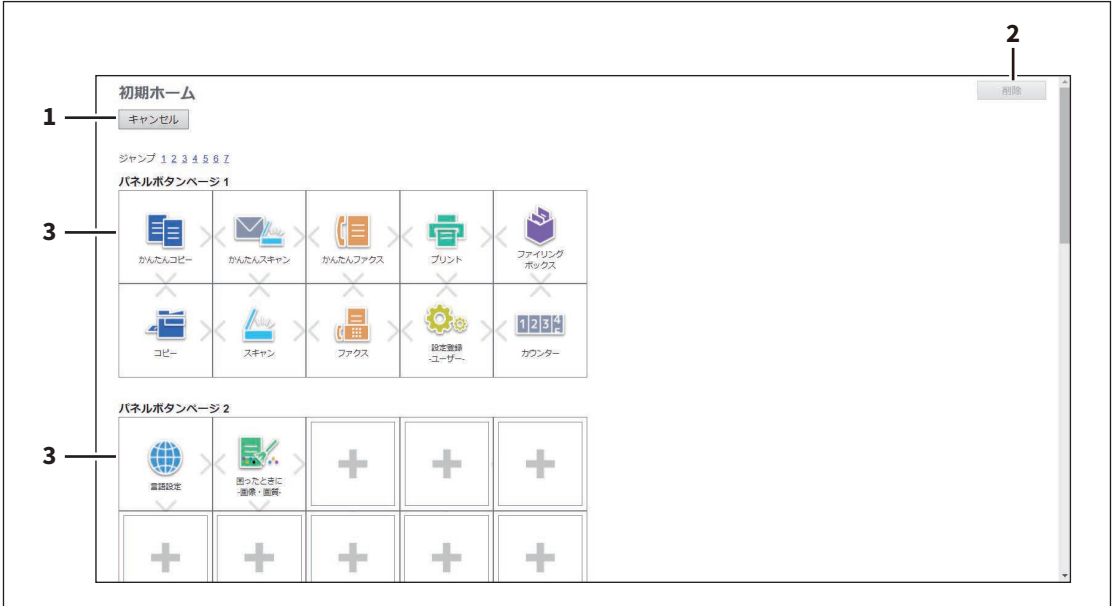 2
初期ホーム
削除
1
キャンセル
ジャンプ 1 2 3 4 5 6 7
パネルボタンページ 1
3
かんたんコピー
かんたんスキャン
かんたんファクス
プリント
ファイリング
ボックス
コピー
スキャン
ファクス
設定登録
-ユーザー-
1234
カウンター
パネルボタンページ 2
3
言語設定
困ったときに
-画像・画質-